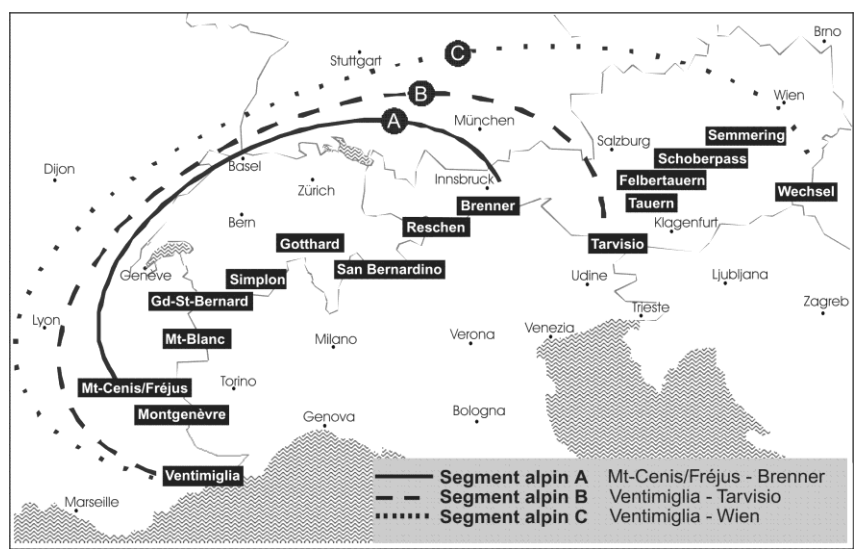 Brno
C
Stuttgart
Wien
B
A
München
Salzburg
Semmering
Dijon
Basel
Schoberpass
Zürich
Innsbruck
Felbertauern
Wechsel
Brenner
Tauern
Bern
Reschen
Klagenfurt
Gotthard
Tarvisio
Genève
Simplon
San Bernardino
Udine
Ljubljana
Gd-St-Bernard
Trieste
Zagreb
Lyon
Mt-Blanc
Milano
Verona
Venezia
Mt-Cenis/Fréjus
Torino
Montgenèvre
Genova
Bologna
Ventimiglia
Marseille
Segment alpin A Mt-Cenis/Fréjus - Brenner
Segment alpin B Ventimiglia - Tarvisio
Segment alpin C Ventimiglia - Wien